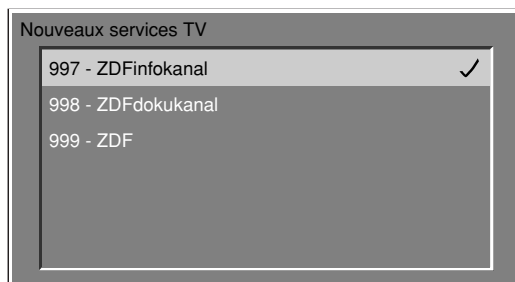 Nouveaux services TV
997 - ZDFinfokanal
998 - ZDFdokukanal
999 - ZDF